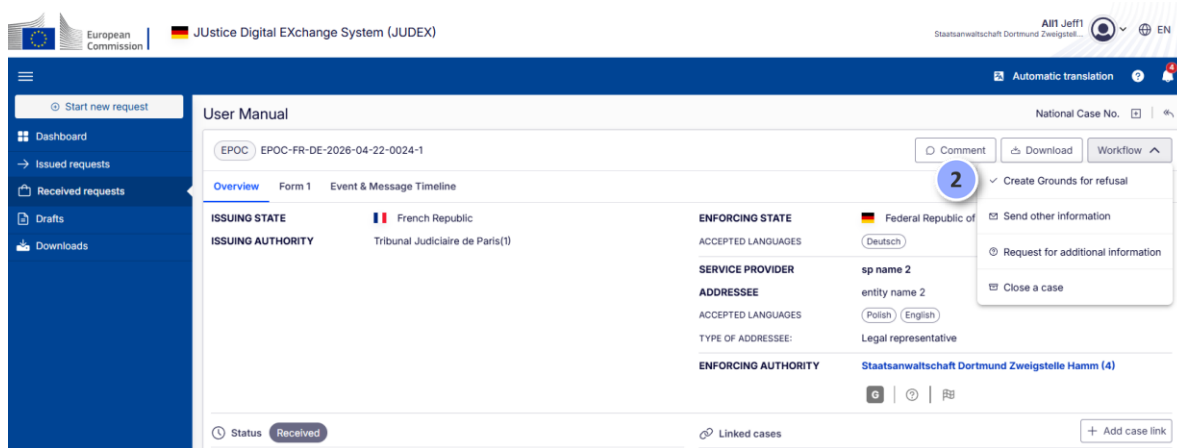 European
Commission
JUstice Digital EXchange System (JUDEX)
All1 Jeff1
Staatsanwaltschaft Dortmund Zweigstell...
EN
Automatic translation
4
Start new request
Dashboard
Issued requests
Received requests
Drafts
Downloads
User Manual
National Case No.
EPOC EPOC-FR-DE-2026-04-22-0024-1
Comment
Download
Workflow
2
Create Grounds for refusal
Send other information
Request for additional information
Close a case
Overview Form 1 Event & Message Timeline
ISSUING STATE French Republic
ISSUING AUTHORITY Tribunal Judiciaire de Paris(1)
ENFORCING STATE Federal Republic of
ACCEPTED LANGUAGES Deutsch
SERVICE PROVIDER sp name 2
ADDRESSEE entity name 2
ACCEPTED LANGUAGES Polish English
TYPE OF ADDRESSEE: Legal representative
ENFORCING AUTHORITY Staatsanwaltschaft Dortmund Zweigstelle Hamm (4)
G
Status Received
Linked cases
+ Add case link